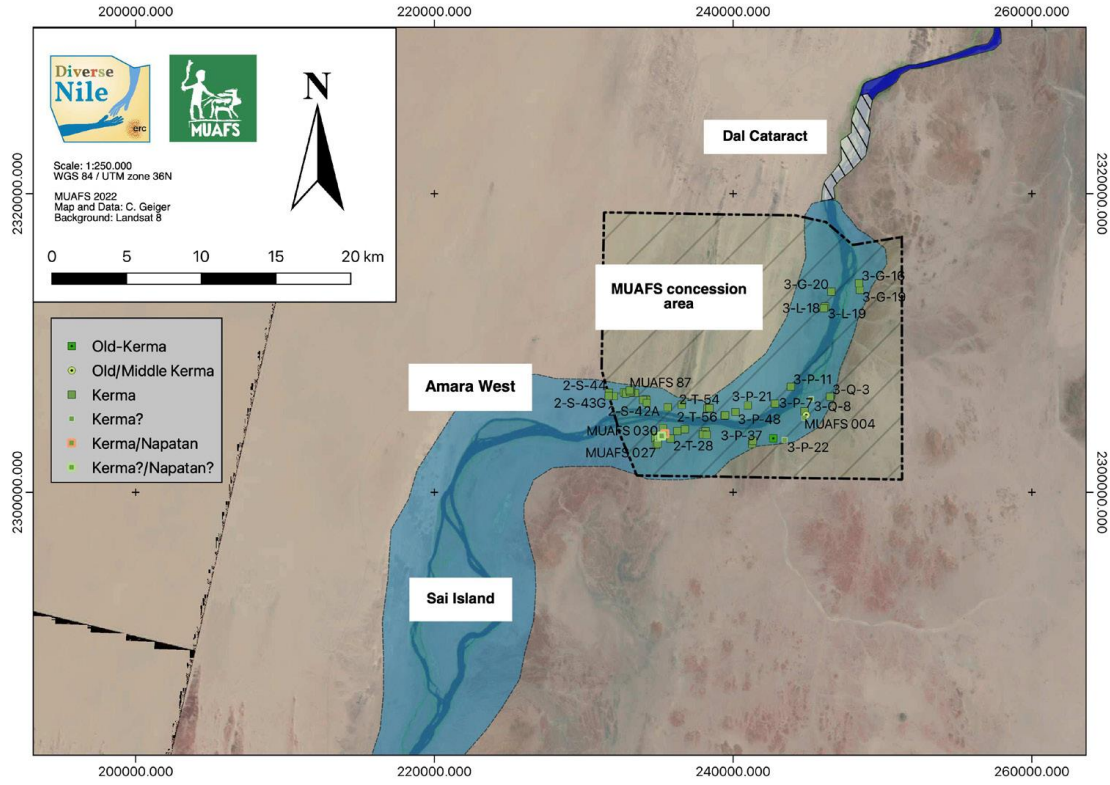 200000.000
220000.000
240000.000
260000.000
Diverse
Nile
erc
MUAFS
N
Scale: 1:250.000
WGS 84 / UTM zone 36N
MUAFS 2022
Map and Data: C. Geiger
Background: Landsat 8
0 5 10 15 20 km
2320000.000
2320000.000
Dal Cataract
MUAFS concession
area
3-G-16
3-G-20
3-G-19
3-L-18
3-L-19
Old-Kerma
Old/Middle Kerma
Kerma
Kerma?
Kerma/Napatan
Kerma?/Napatan?
Amara West
2-S-44
MUAFS 87
3-P-11
3-Q-3
2-S-43G
2-T-54
3-P-21
3-P-7
3-Q-8
2-S-42A
2-T-56
3-P-48
MUAFS 004
MUAFS 030
3-P-37
3-P-22
MUAFS 027
2-T-28
2300000.000
2300000.000
Sai Island
200000.000
220000.000
240000.000
260000.000